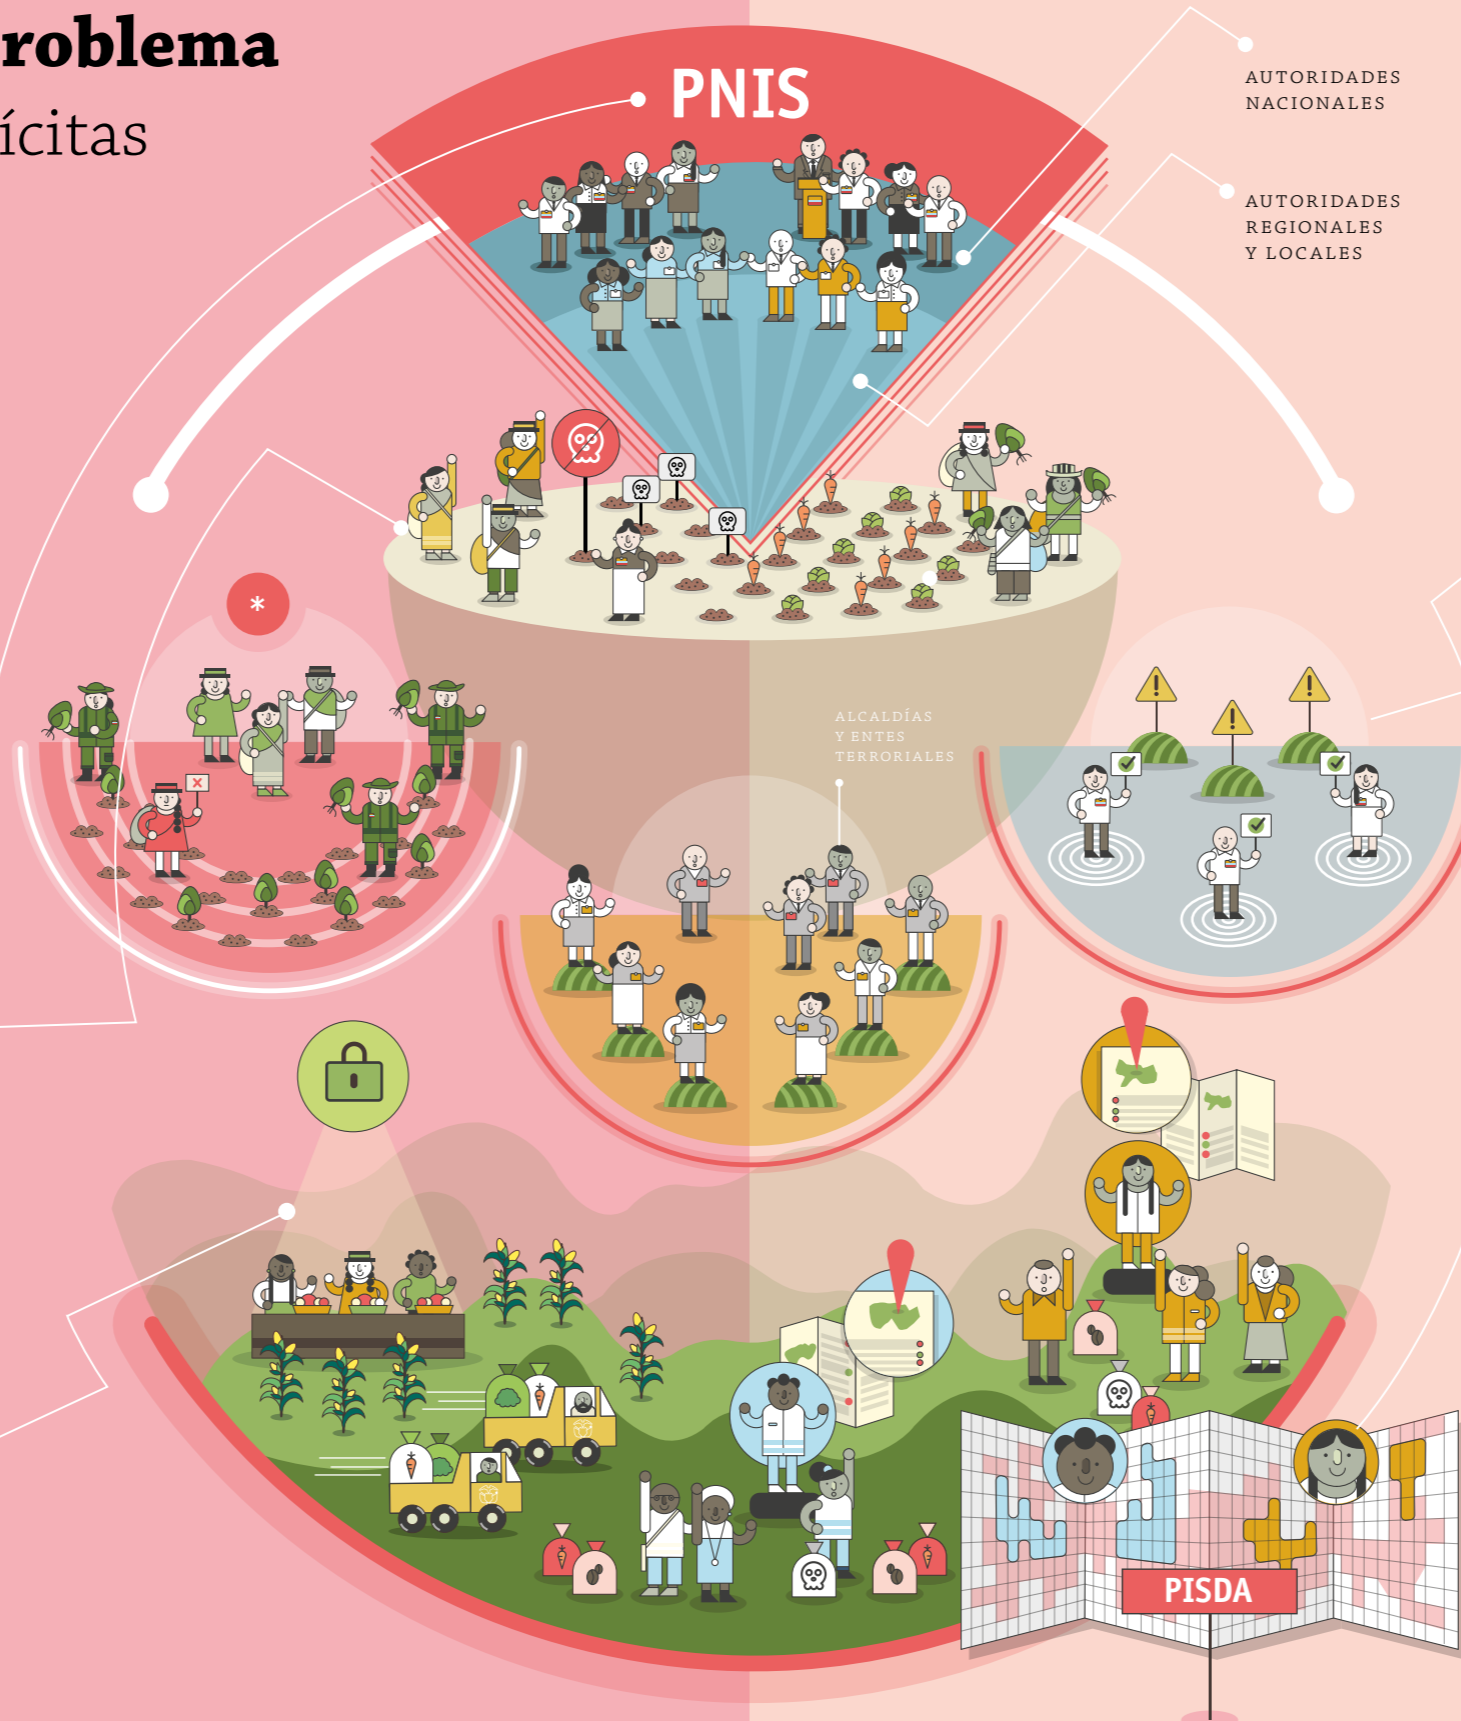 roblema
ícitas
PNIS
AUTORIDADES
NACIONALES
AUTORIDADES
REGIONALES
Y LOCALES
*
ALCALDÍAS
Y ENTES
TERRORIALES
PISDA